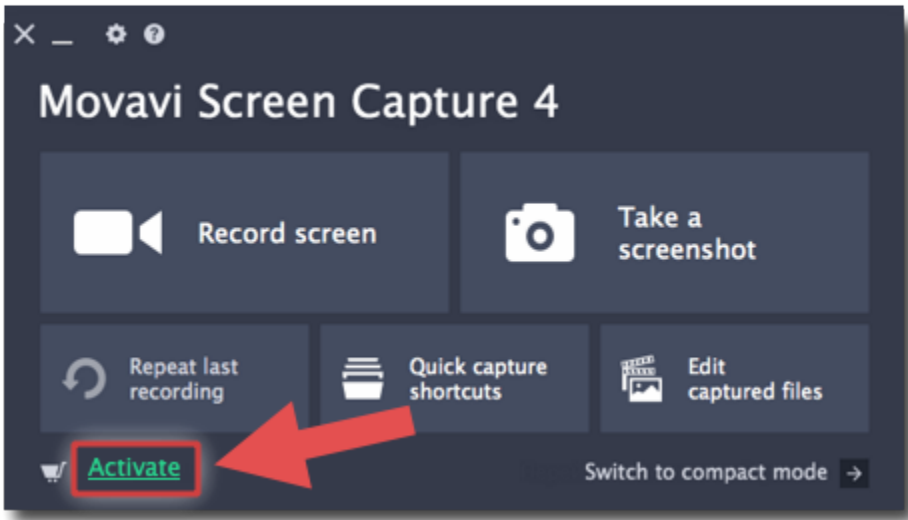 Movavi Screen Capture 4
Record screen
Take a
screenshot
Repeat last
recording
Quick capture
shortcuts
Edit
captured files
Activate
Switch to compact mode